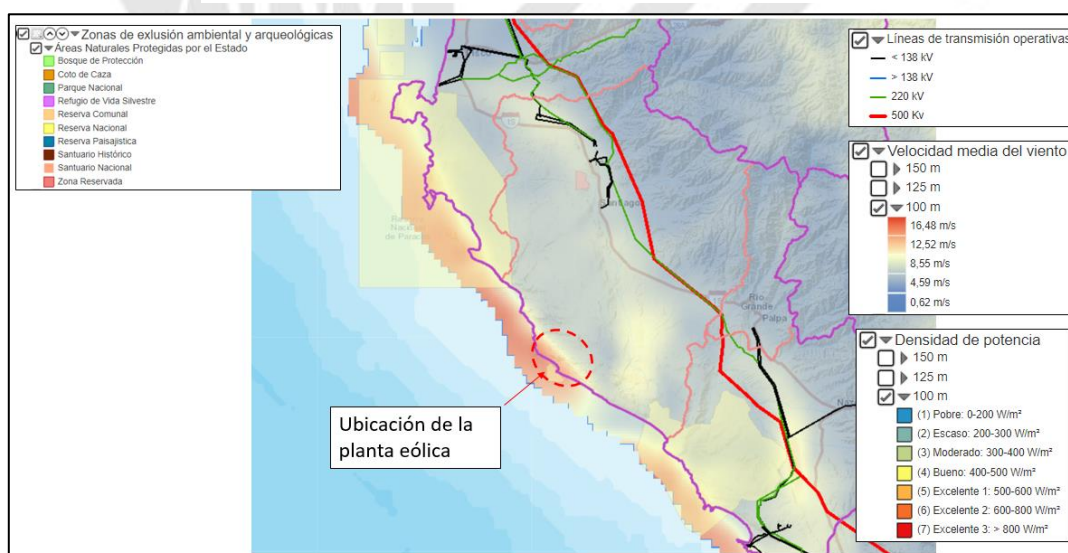 Zonas de exlusión ambiental y arqueológicas
Áreas Naturales Protegidas por el Estado
Bosque de Protección
Coto de Caza
Parque Nacional
Refugio de Vida Silvestre
Reserva Comunal
Reserva Nacional
Reserva Paisajistica
Santuario Histórico
Santuario Nacional
Zona Reservada
Líneas de transmisión operativas
< 138 kV
> 138 kV
220 kV
500 Kv
Velocidad media del viento
150 m
125 m
100 m
16,48 m/s
12,52 m/s
8,55 m/s
4,59 m/s
0,62 m/s
Densidad de potencia
150 m
125 m
100 m
(1) Pobre: 0-200 W/m²
(2) Escaso: 200-300 W/m²
(3) Moderado: 300-400 W/m²
(4) Bueno: 400-500 W/m²
(5) Excelente 1: 500-600 W/m²
(6) Excelente 2: 600-800 W/m²
(7) Excelente 3: > 800 W/m²
de Paracas
Río
Grande
Palpa
Ubicación de la
planta eólica